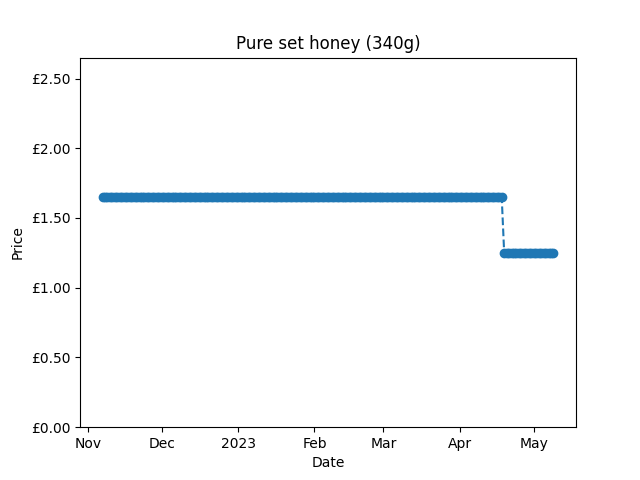 Pure set honey (340g)
£2.50
£2.00
£1.50
£1.00
£0.50
£0.00
Price
Nov Dec 2023 Feb Mar Apr May
Date